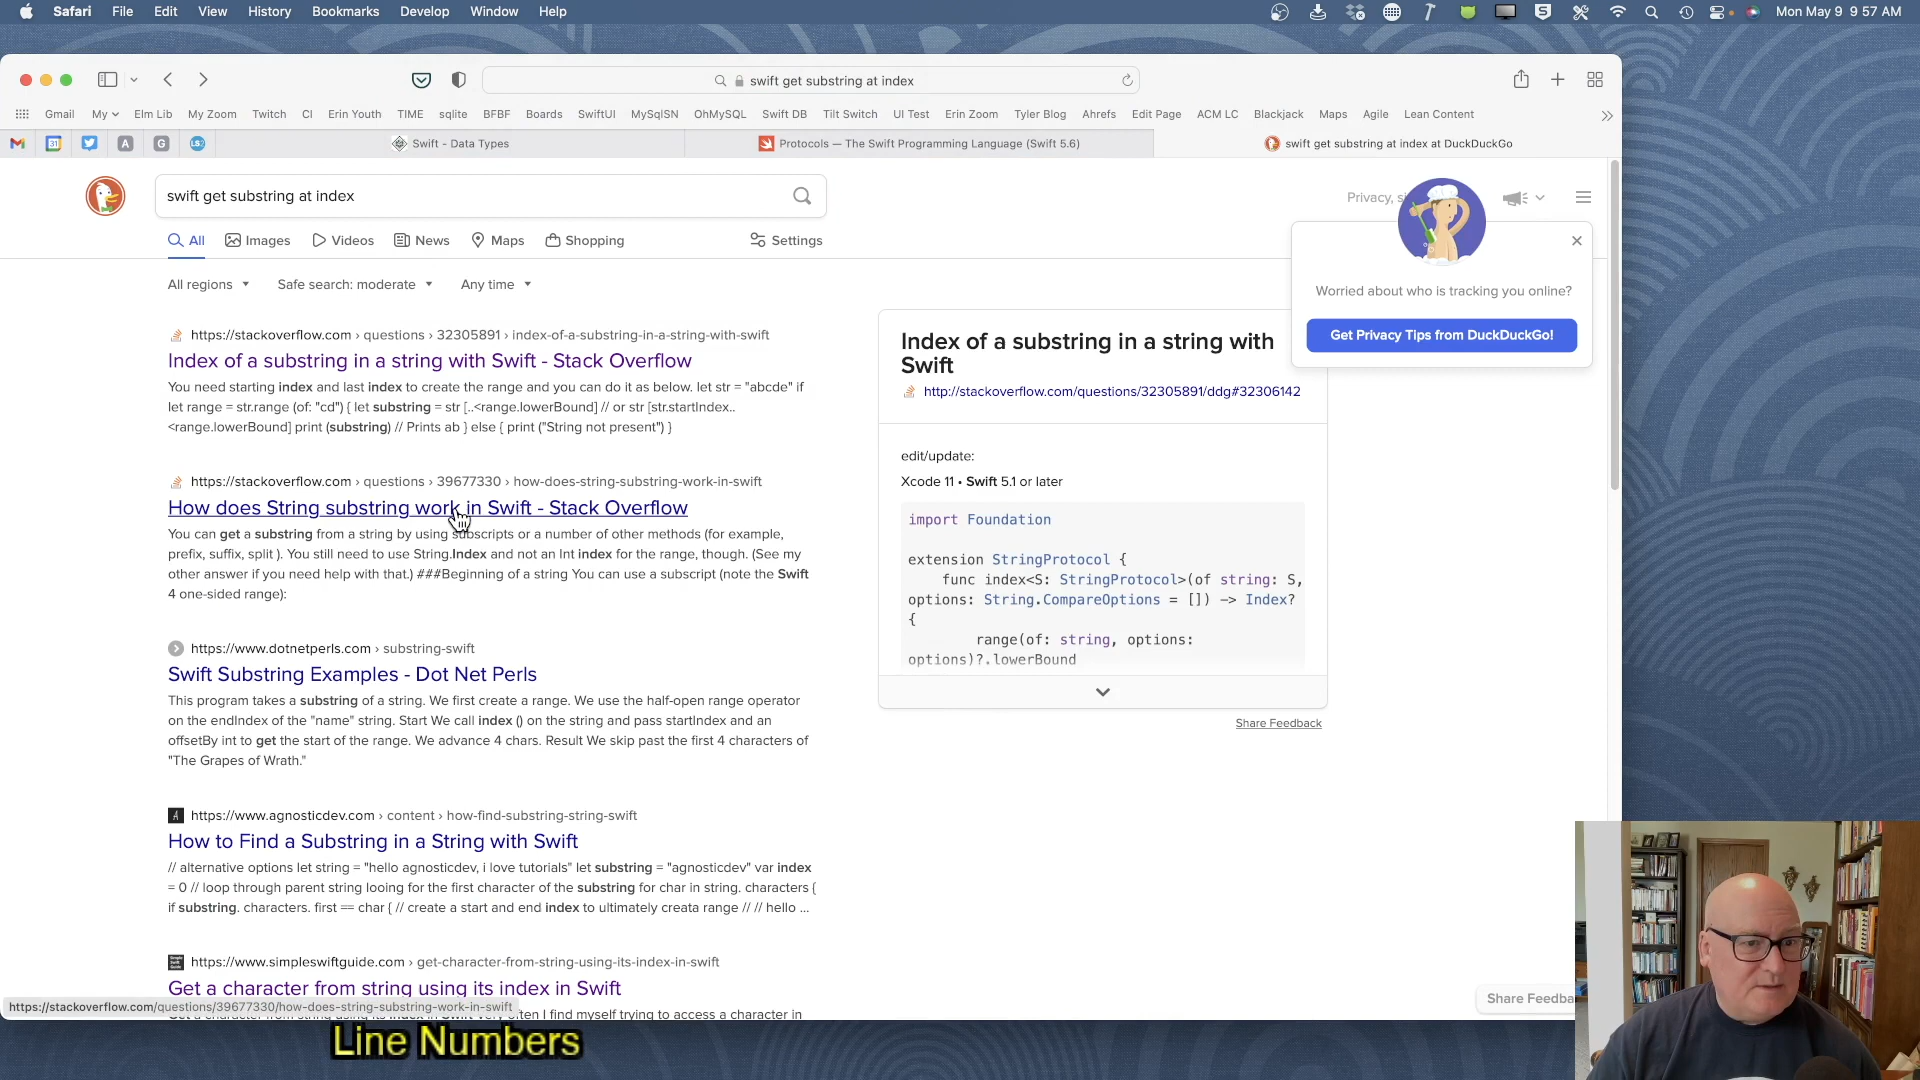 Safari File Edit View History Bookmarks Develop Window Help
Mon May 9 9:57 AM
swift get substring at index
Gmail My Elm Lib My Zoom Twitch CI Erin Youth TIME sqlite BFBF Boards SwiftUI MySqlSN OhMySQL Swift DB Tilt Switch UI Test Erin Zoom Tyler Blog Ahrefs Edit Page ACM LC Blackjack Maps Agile Lean Content
Swift - Data Types
Protocols — The Swift Programming Language (Swift 5.6)
swift get substring at index at DuckDuckGo
swift get substring at index
Privacy, s
All Images Videos News Maps Shopping Settings
All regions Safe search: moderate Any time
Worried about who is tracking you online?
Get Privacy Tips from DuckDuckGo!
https://stackoverflow.com › questions › 32305891 › index-of-a-substring-in-a-string-with-swift
Index of a substring in a string with Swift - Stack Overflow
You need starting index and last index to create the range and you can do it as below. let str = "abcde" if
let range = str.range (of: "cd") { let substring = str [..<range.lowerBound] // or str [str.startIndex..
<range.lowerBound] print (substring) // Prints ab } else { print ("String not present") }
https://stackoverflow.com › questions › 39677330 › how-does-string-substring-work-in-swift
How does String substring work in Swift - Stack Overflow
You can get a substring from a string by using subscripts or a number of other methods (for example,
prefix, suffix, split ). You still need to use String.Index and not an Int index for the range, though. (See my
other answer if you need help with that.) ###Beginning of a string You can use a subscript (note the Swift
4 one-sided range):
https://www.dotnetperls.com › substring-swift
Swift Substring Examples - Dot Net Perls
This program takes a substring of a string. We first create a range. We use the half-open range operator
on the endIndex of the "name" string. Start We call index () on the string and pass startIndex and an
offsetBy int to get the start of the range. We advance 4 chars. Result We skip past the first 4 characters of
"The Grapes of Wrath."
https://www.agnosticdev.com › content › how-find-substring-string-swift
How to Find a Substring in a String with Swift
// alternative options let string = "hello agnosticdev, i love tutorials" let substring = "agnosticdev" var index
= 0 // loop through parent string looing for the first character of the substring for char in string. characters {
if substring. characters. first == char { // create a start and end index to ultimately creata range // // hello ...
https://www.simpleswiftguide.com › get-character-from-string-using-its-index-in-swift
Get a character from string using its index in Swift
https://stackoverflow.com/questions/39677330/how-does-string-substring-work-in-swift
ten I find myself trying to access a character in
Index of a substring in a string with
Swift
http://stackoverflow.com/questions/32305891/ddg#32306142
edit/update:
Xcode 11 • Swift 5.1 or later
import Foundation
extension StringProtocol {
func index<S: StringProtocol>(of string: S,
options: String.CompareOptions = []) -> Index?
{
range(of: string, options:
options)?.lowerBound
Share Feedback
Share Feedba
Line Numbers